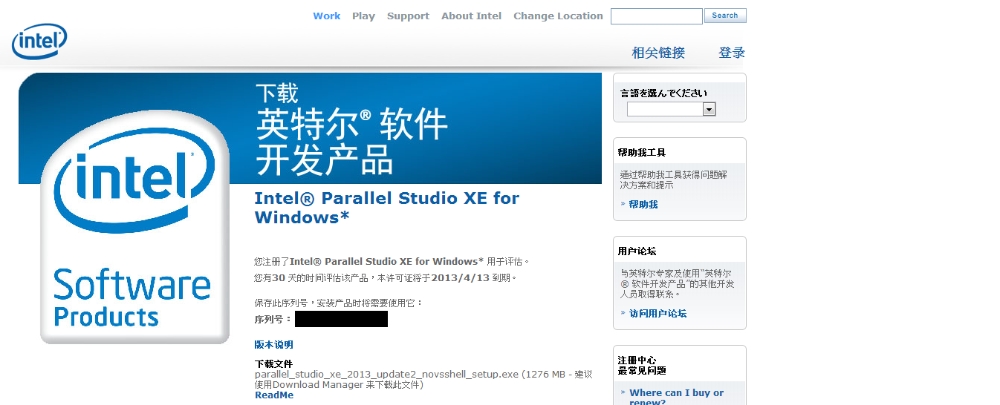 Work Play Support About Intel Change Location Search
intel®
相关链接 登录
下载
英特尔® 软件
开发产品
intel
Software
Products
Intel® Parallel Studio XE for
Windows*
您注册了Intel® Parallel Studio XE for Windows* 用于评估。
您有30 天的时间评估该产品，本许可证将于2013/4/13 到期。
保存此序列号，安装产品时将需要使用它：
序列号：
版本说明
下载文件
parallel_studio_xe_2013_update2_novsshell_setup.exe (1276 MB - 建议
使用Download Manager 来下载此文件)
ReadMe
言語を選んでください
帮助我工具
通过帮助我工具获得问题解
决方案和提示
» 帮助我
用户论坛
与英特尔专家及使用“英特尔
® 软件开发产品”的其他开发
人员取得联系。
» 访问用户论坛
注册中心
最常见问题
» Where can I buy or
renew?